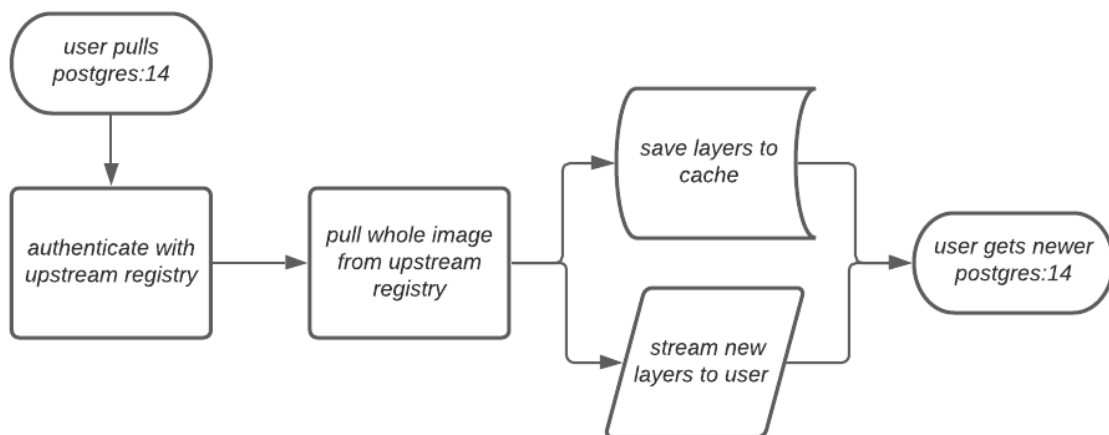 user pulls
postgres:14
authenticate with
upstream registry
pull whole image
from upstream
registry
save layers to
cache
stream new
layers to user
user gets newer
postgres:14